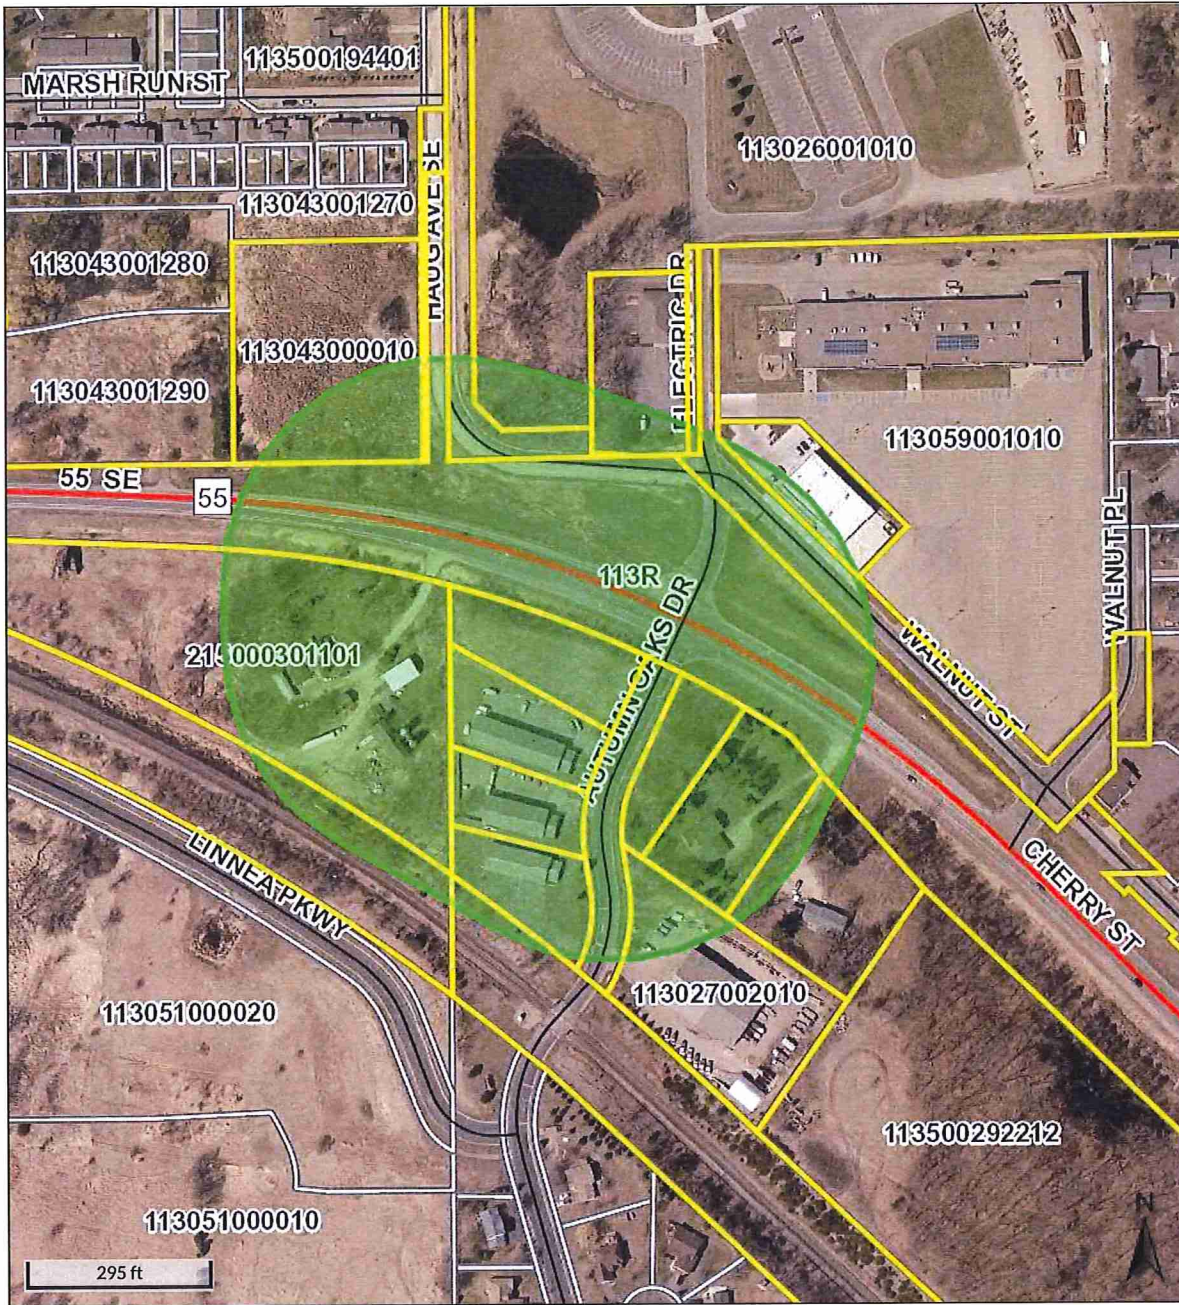 113500194401
MARSH RUN ST
113026001010
HAUG AVE SE
113043001270
113043001280
ELECTRIC DR
113043000010
113043001290
113059001010
55 SE
55
WALNUT PL
113R
AUTUMN OAKS DR
WALNUT ST
215000301101
LINNEA PKWY
CHERRY ST
113027002010
113051000020
113500292212
113051000010
N
295 ft